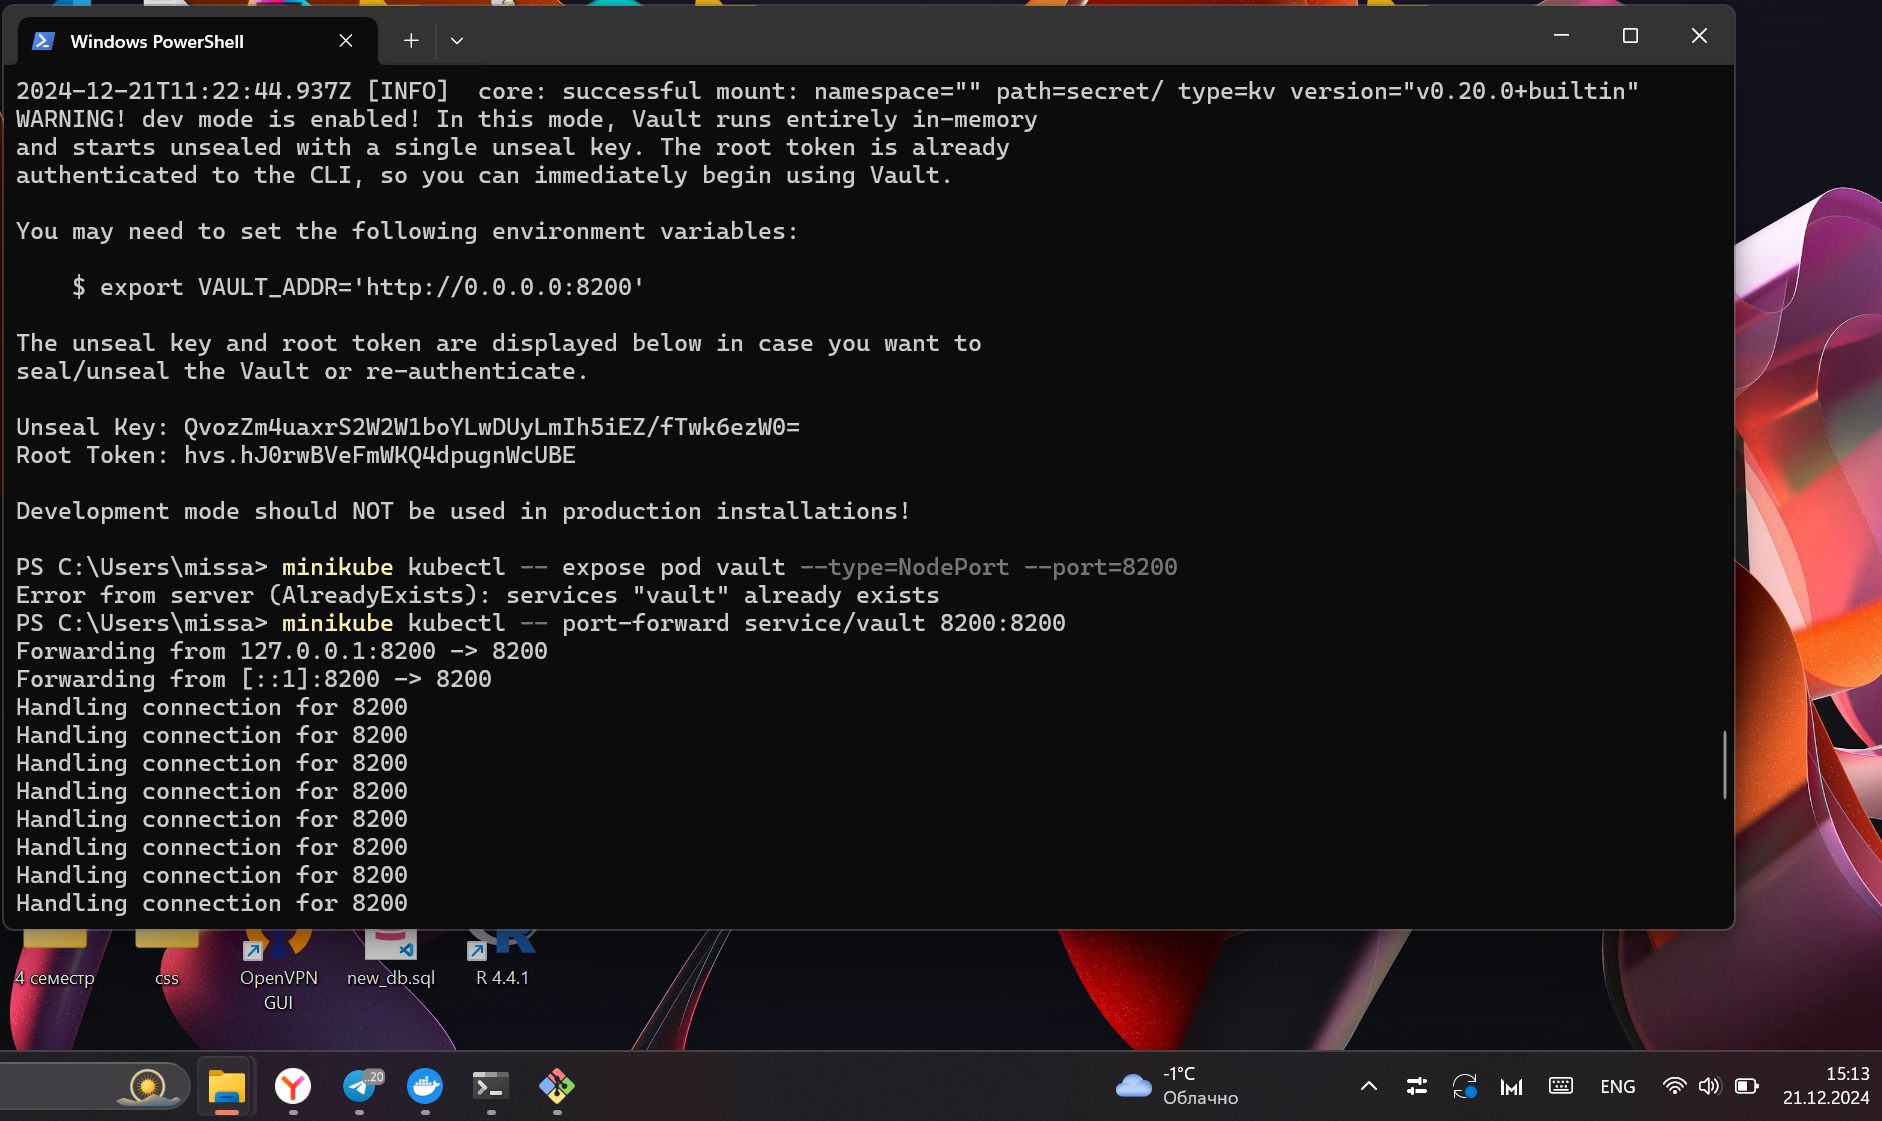 Windows PowerShell
2024-12-21T11:22:44.937Z [INFO]  core: successful mount: namespace="" path=secret/ type=kv version="v0.20.0+builtin"
WARNING! dev mode is enabled! In this mode, Vault runs entirely in-memory
and starts unsealed with a single unseal key. The root token is already
authenticated to the CLI, so you can immediately begin using Vault.
You may need to set the following environment variables:
$ export VAULT_ADDR='http://0.0.0.0:8200'
The unseal key and root token are displayed below in case you want to
seal/unseal the Vault or re-authenticate.
Unseal Key: QvozZm4uaxrS2W2W1boYLwDUyLmIh5iEZ/fTwk6ezW0=
Root Token: hvs.hJ0rwBVeFmWKQ4dpugnWcUBE
Development mode should NOT be used in production installations!
PS C:\Users\missa> minikube kubectl -- expose pod vault --type=NodePort --port=8200
Error from server (AlreadyExists): services "vault" already exists
PS C:\Users\missa> minikube kubectl -- port-forward service/vault 8200:8200
Forwarding from 127.0.0.1:8200 -> 8200
Forwarding from [::1]:8200 -> 8200
Handling connection for 8200
Handling connection for 8200
Handling connection for 8200
Handling connection for 8200
Handling connection for 8200
Handling connection for 8200
Handling connection for 8200
Handling connection for 8200
4 семестр
css
OpenVPN
GUI
new_db.sql
R 4.4.1
..20
-1°C
Облачно
ENG
15:13
21.12.2024